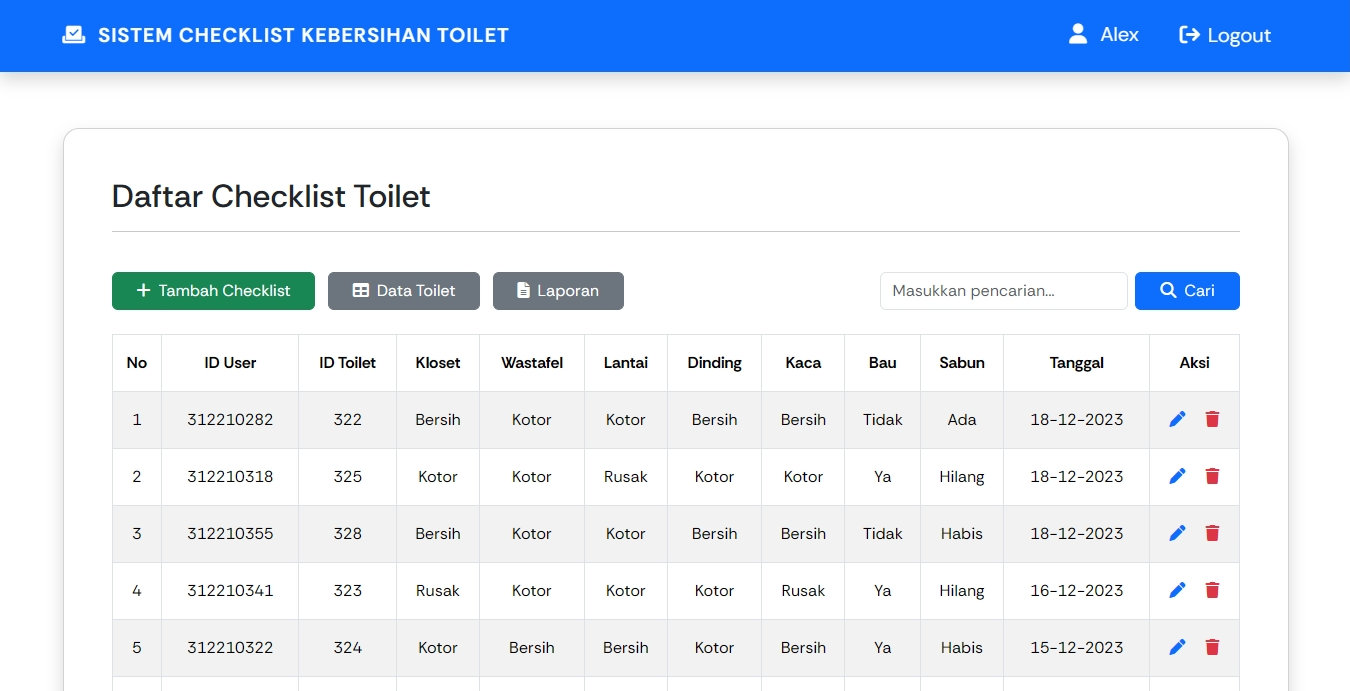 SISTEM CHECKLIST KEBERSIHAN TOILET Alex Logout
Daftar Checklist Toilet
Tambah Checklist Data Toilet Laporan Masukkan pencarian... Cari
No ID User ID Toilet Kloset Wastafel Lantai Dinding Kaca Bau Sabun Tanggal Aksi
1 312210282 322 Bersih Kotor Kotor Bersih Bersih Tidak Ada 18-12-2023
2 312210318 325 Kotor Kotor Rusak Kotor Kotor Ya Hilang 18-12-2023
3 312210355 328 Bersih Kotor Kotor Bersih Bersih Tidak Habis 18-12-2023
4 312210341 323 Rusak Kotor Kotor Kotor Rusak Ya Hilang 16-12-2023
5 312210322 324 Kotor Bersih Bersih Kotor Bersih Ya Habis 15-12-2023